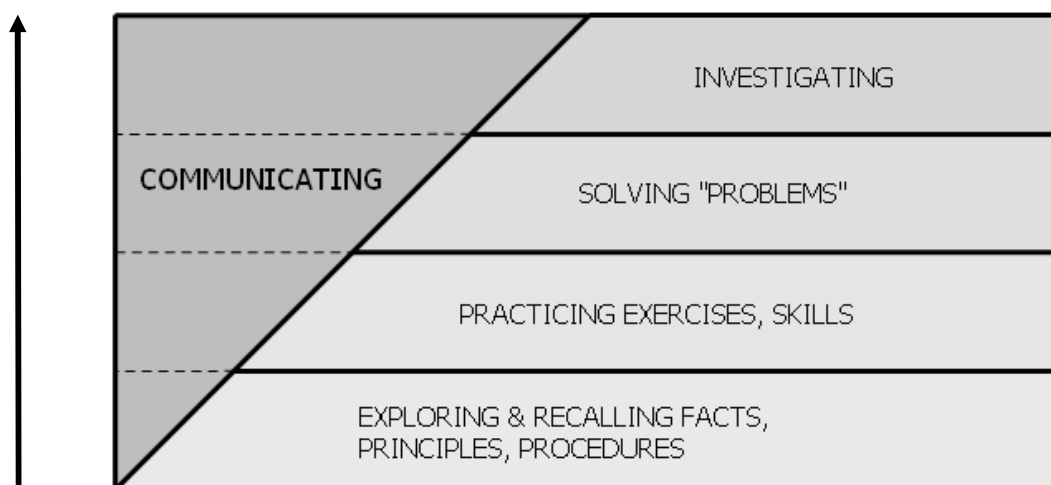 INVESTIGATING
COMMUNICATING
SOLVING "PROBLEMS"
PRACTICING EXERCISES, SKILLS
EXPLORING & RECALLING FACTS,
PRINCIPLES, PROCEDURES